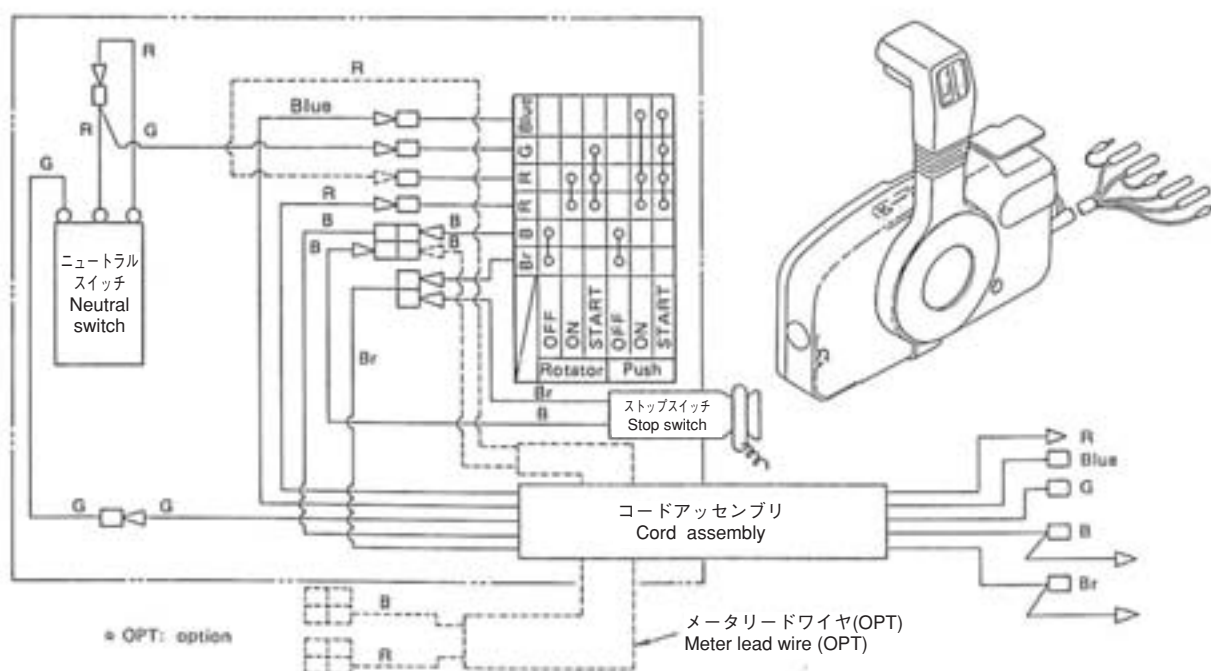 R
R
Blue
R
G
G
R
B
B
B
B
Blue
G
R
R
B
Br
OFF
ON
START
OFF
ON
START
Rotator
Push
ニュートラル
スイッチ
Neutral
switch
Br
Br
B
ストップスイッチ
Stop switch
R
Blue
G
B
Br
G
G
コードアッセンブリ
Cord assembly
B
R
OPT: option
メータリードワイヤ(OPT)
Meter lead wire (OPT)